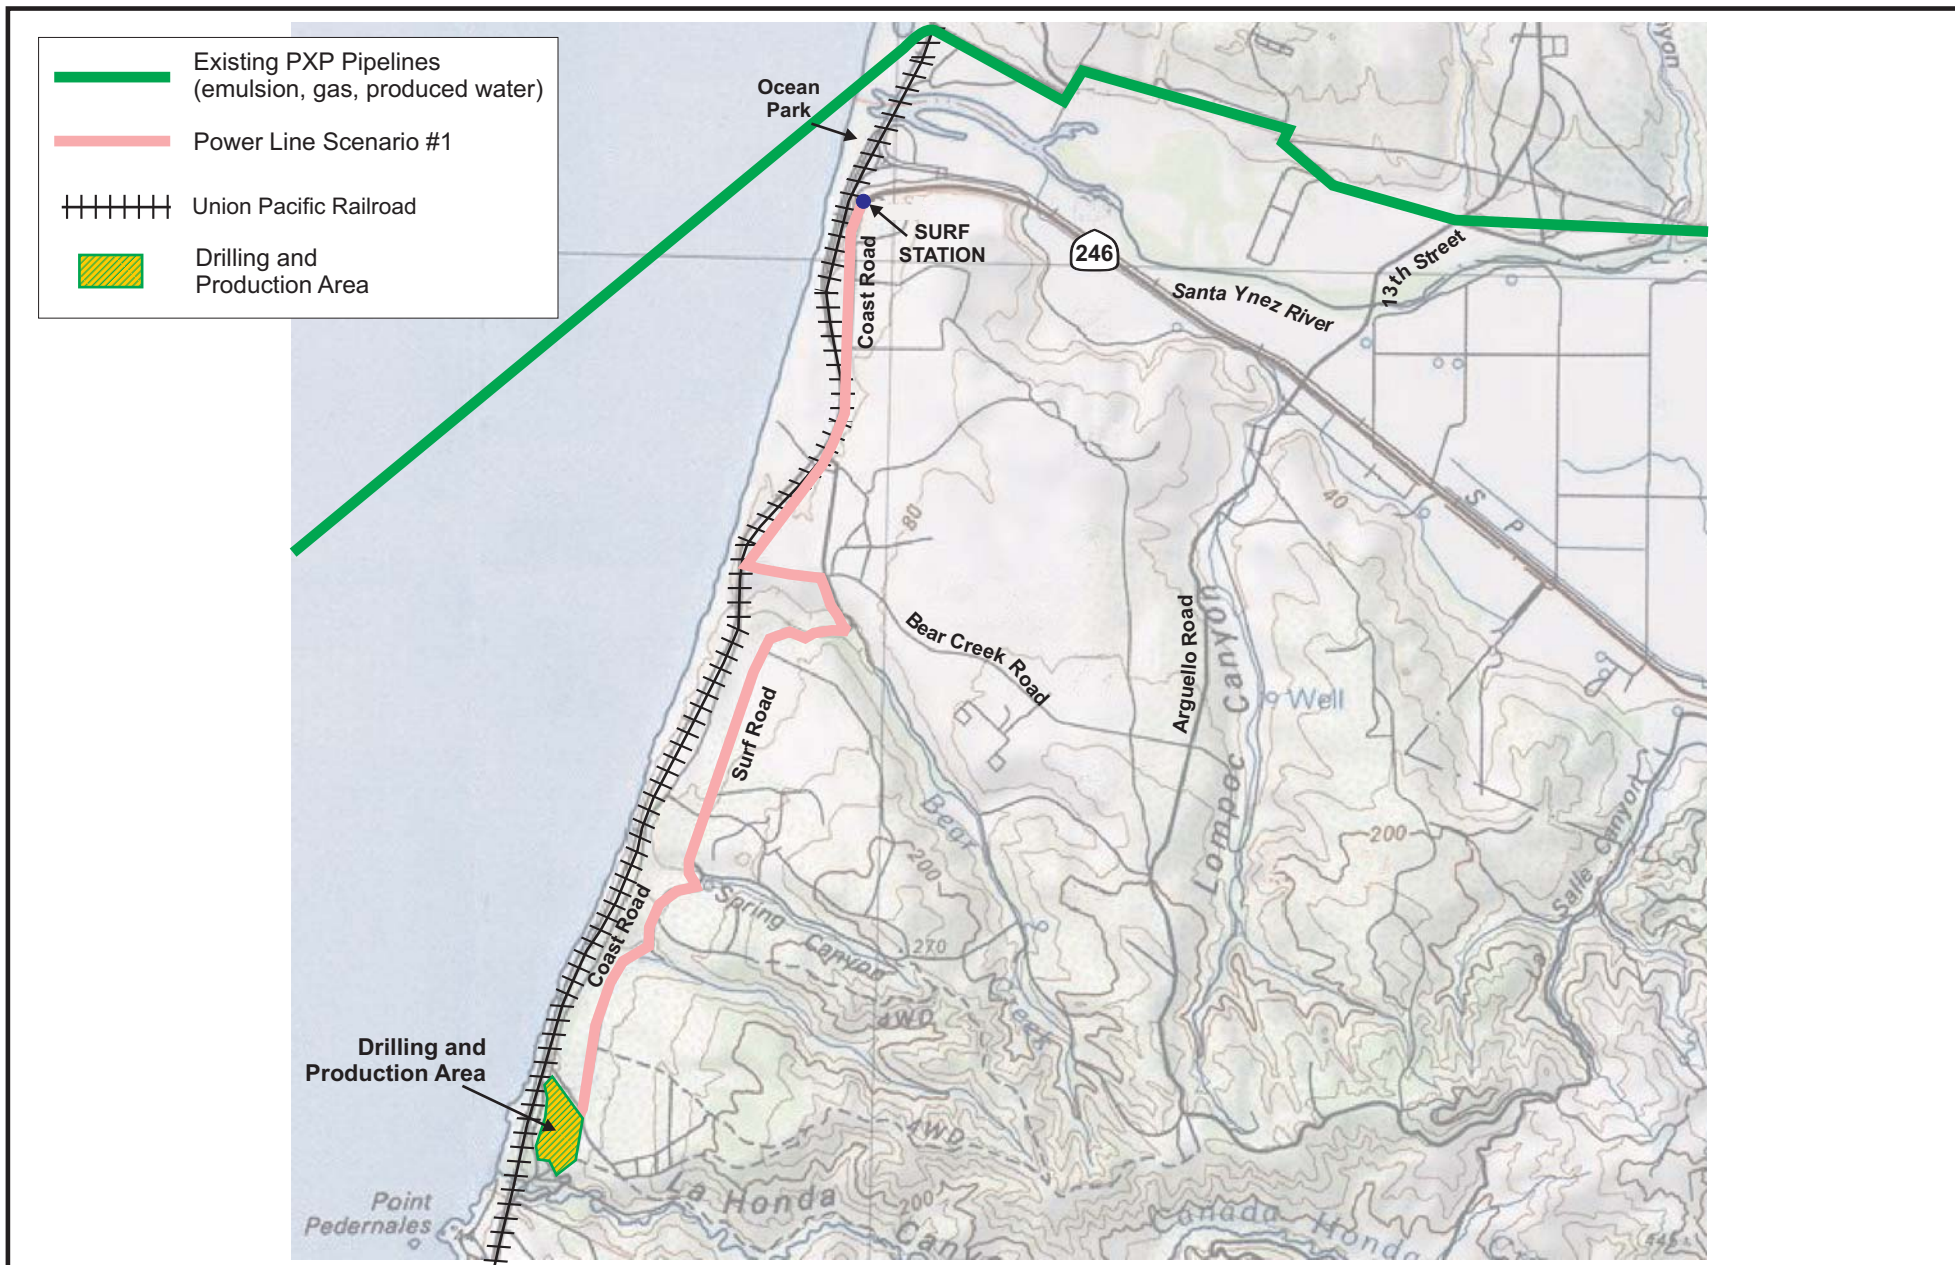 Existing PXP Pipelines
(emulsion, gas, produced water)
Power Line Scenario #1
Union Pacific Railroad
Drilling and
Production Area
Ocean
Park
SURF
STATION
Coast Road
246
13th Street
Santa Ynez River
S P
40
80
Bear Creek Road
Arguello Road
Lompoc Canyon
Well
Surf Road
Bear Creek
200
200
Salle Canyon
Spring Canyon
270
Coast Road
4WD
Drilling and
Production Area
4WD
La Honda
200
Point
Pedernales
Canada Honda